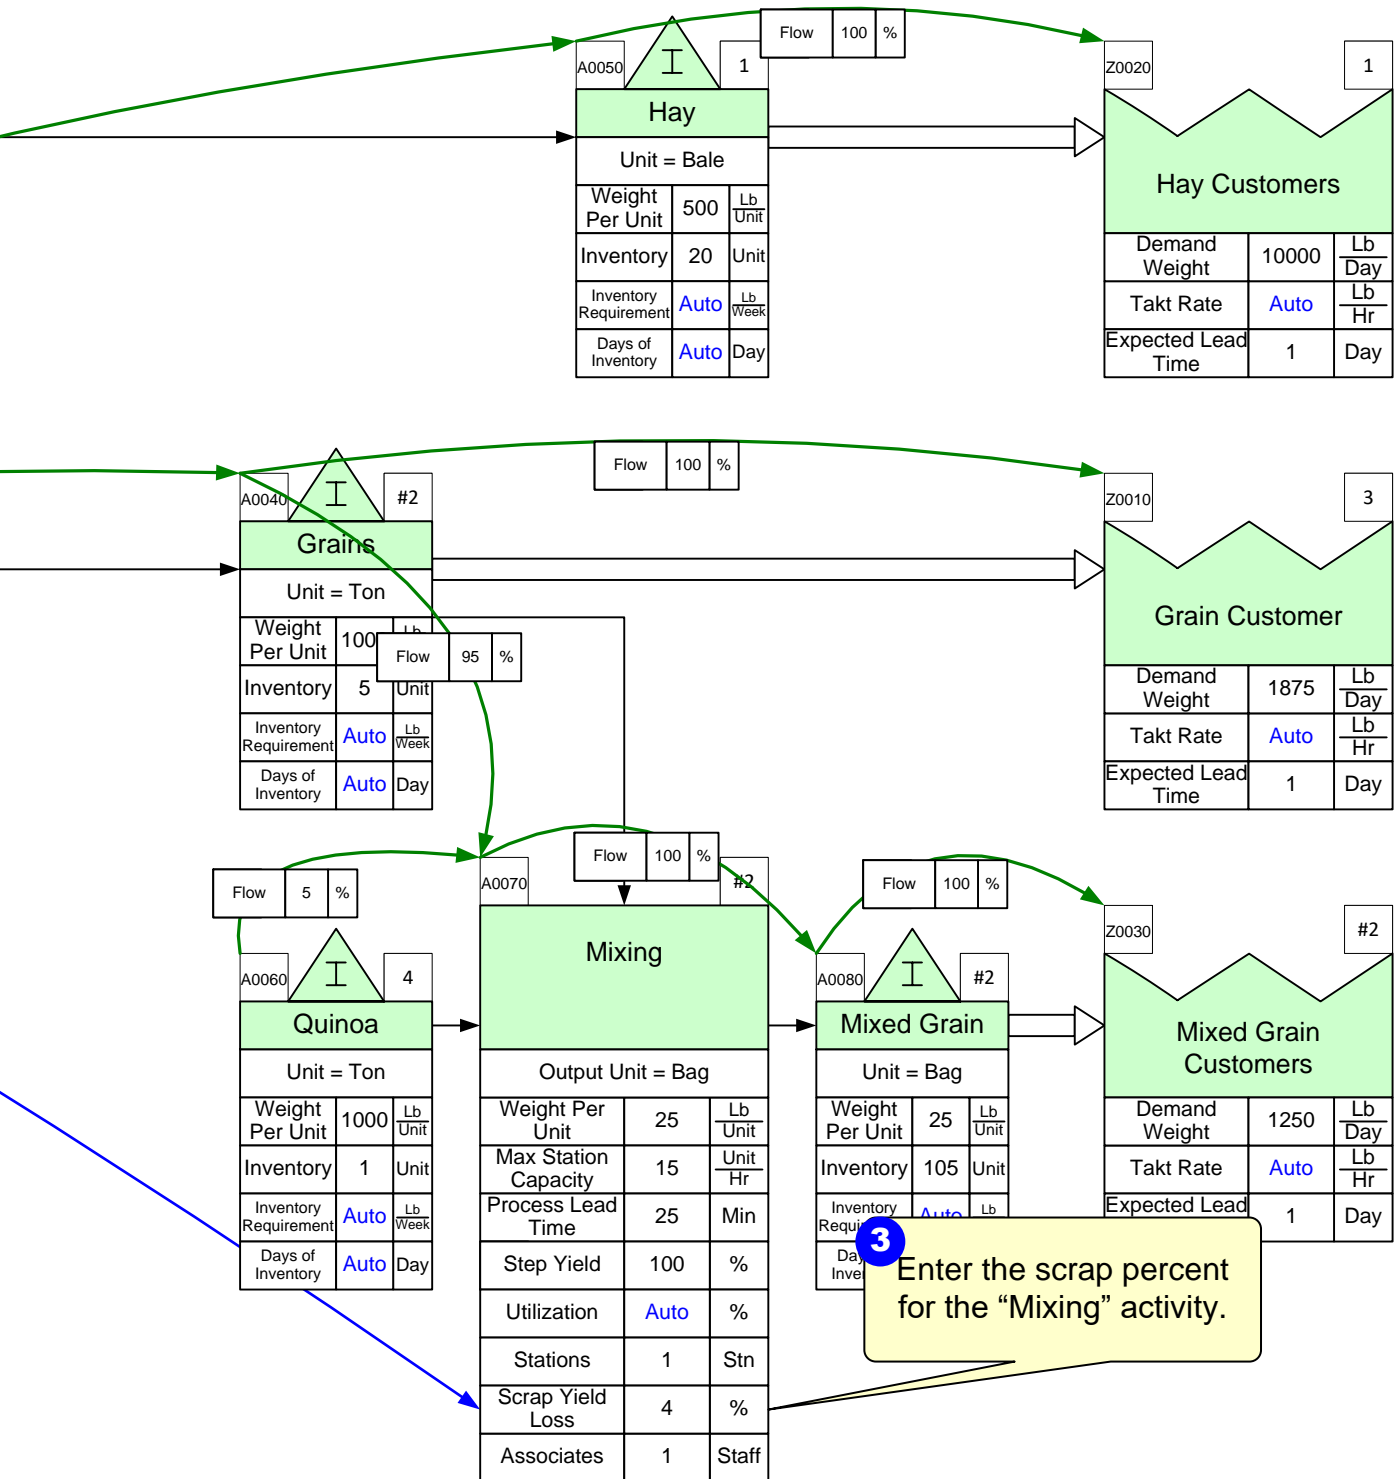 Flow 100 %
A0050 I 1
Z0020 1
Hay
Unit = Bale
Hay Customers
Weight Per Unit 500 Lb Unit
Inventory 20 Unit
Inventory Requirement Auto Lb Week
Days of Inventory Auto Day
Demand Weight 10000 Lb Day
Takt Rate Auto Lb Hr
Expected Lead Time 1 Day
Flow 100 %
A0040 I #2
Z0010 3
Grains
Unit = Ton
Grain Customer
Weight Per Unit 100
Flow 95 %
Inventory 5 Unit
Inventory Requirement Auto Lb Week
Days of Inventory Auto Day
Demand Weight 1875 Lb Day
Takt Rate Auto Lb Hr
Expected Lead Time 1 Day
Flow 5 %
Flow 100 %
Flow 100 %
A0060 I 4
Quinoa
Unit = Ton
Weight Per Unit 1000 Lb Unit
Inventory 1 Unit
Inventory Requirement Auto Lb Week
Days of Inventory Auto Day
A0070 #2
Mixing
Output Unit = Bag
Weight Per Unit 25 Lb Unit
Max Station Capacity 15 Unit Hr
Process Lead Time 25 Min
Step Yield 100 %
Utilization Auto %
Stations 1 Stn
Scrap Yield Loss 4 %
Associates 1 Staff
A0080 I #2
Mixed Grain
Unit = Bag
Weight Per Unit 25 Lb Unit
Inventory 105 Unit
Inventory Auto Lb
Z0030 #2
Mixed Grain
Customers
Demand Weight 1250 Lb Day
Takt Rate Auto Lb Hr
Expected Lead 1 Day
3
Enter the scrap percent
for the “Mixing” activity.